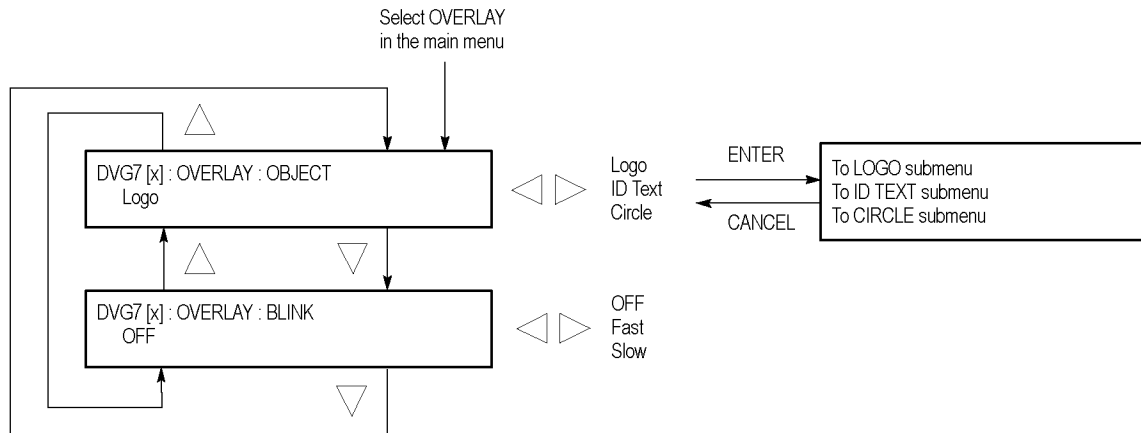 Select OVERLAY
in the main menu
DVG7 [x] : OVERLAY : OBJECT
Logo
Logo
ID Text
Circle
ENTER
CANCEL
To LOGO submenu
To ID TEXT submenu
To CIRCLE submenu
DVG7 [x] : OVERLAY : BLINK
OFF
OFF
Fast
Slow